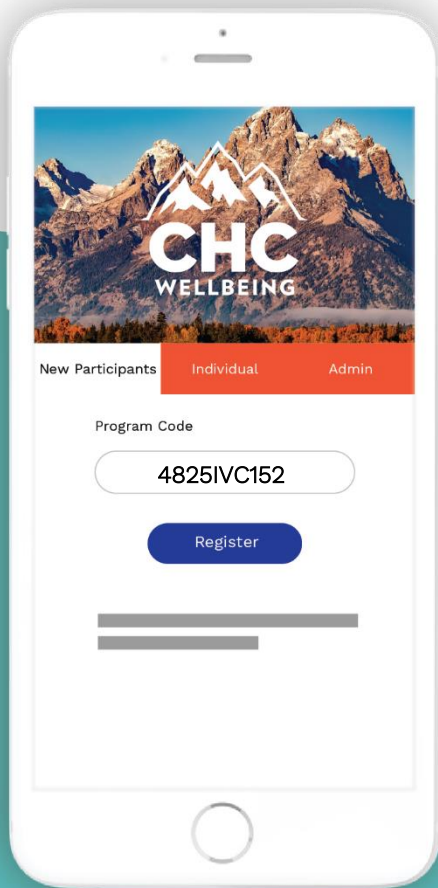 CHC
WELLBEING
New Participants Individual Admin
Program Code
4825IVC152
Register